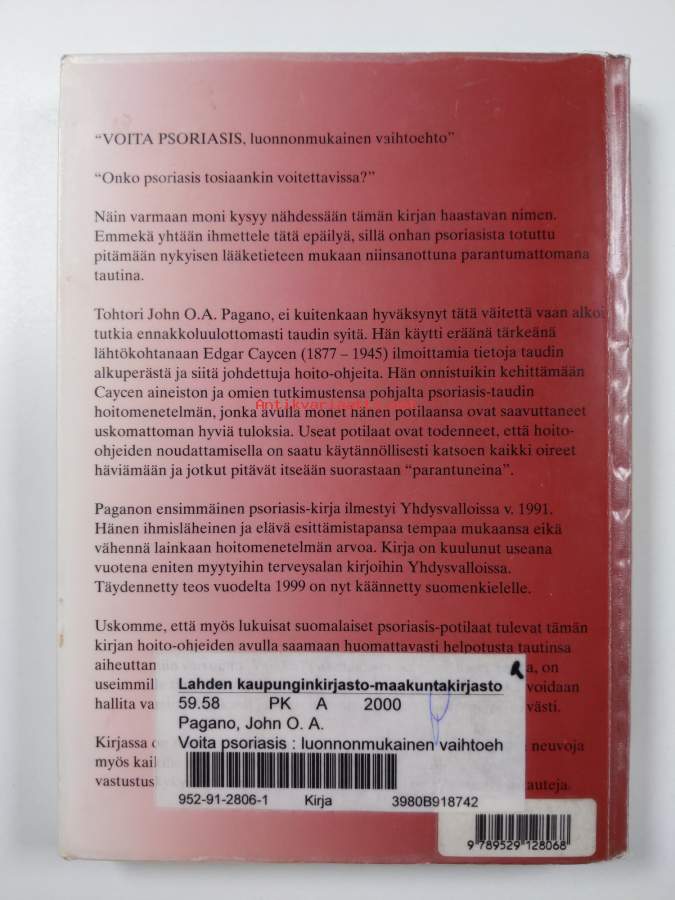 “VOITA PSORIASIS, luonnonmukainen vaihtoehto”
“Onko psoriasis tosiaankin voitettavissa?”
Näin varmaan moni kysyy nähdessään tämän kirjan haastavan nimen.
Emmekä yhtään ihmettele tätä epäilyä, sillä onhan psoriasista totuttu
pitämään nykyisen lääketieteen mukaan niinsanottuna parantumattomana
tautina.
Tohtori John O.A. Pagano, ei kuitenkaan hyväksynyt tätä väitettä vaan alkoi
tutkia ennakkoluulottomasti taudin syitä. Hän käytti eräänä tärkeänä
lähtökohtanaan Edgar Caycen (1877 – 1945) ilmoittamia tietoja taudin
alkuperästä ja siitä johdettuja hoito-ohjeita. Hän onnistuikin kehittämään
Caycen aineiston ja omien tutkimustensa pohjalta psoriasis-taudin
hoitomenetelmän, jonka avulla monet hänen potilaansa ovat saavuttaneet
uskomattoman hyviä tuloksia. Useat potilaat ovat todenneet, että hoito-
ohjeiden noudattamisella on saatu käytännöllisesti katsoen kaikki oireet
häviämään ja jotkut pitävät itseään suorastaan “parantuneina”.
Paganon ensimmäinen psoriasis-kirja ilmestyi Yhdysvalloissa v. 1991.
Hänen ihmisläheinen ja elävä esittämistapansa tempaa mukaansa eikä
vähennä lainkaan hoitomenetelmän arvoa. Kirja on kuulunut useana
vuotena eniten myytyihin terveysalan kirjoihin Yhdysvalloissa.
Täydennetty teos vuodelta 1999 on nyt käännetty suomenkielelle.
Uskomme, että myös lukuisat suomalaiset psoriasis-potilaat tulevat tämän
kirjan hoito-ohjeiden avulla saamaan huomattavasti helpotusta tautinsa
aiheuttan a, on
useimmille voidaan
hallita va västi.
Kirjassa neuvoja
myös kaik
vastustus auteja.
Lahden kaupunginkirjasto-maakuntakirjasto
59.58 PK A 2000
Pagano, John O. A.
Voita psoriasis : luonnonmukainen vaihtoeh
952-91-2806-1 Kirja 3980B918742
9 789529 128068